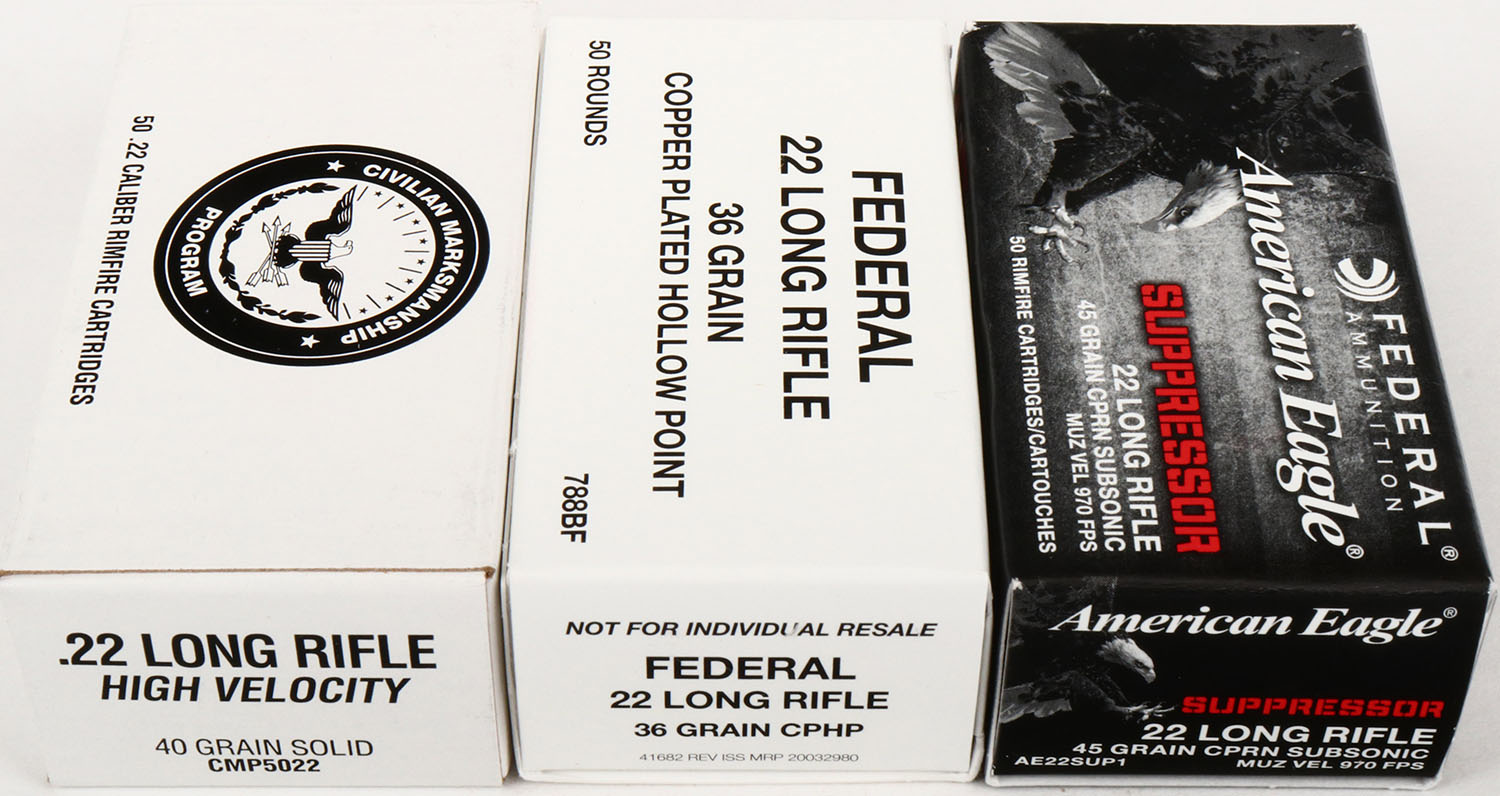 CIVILIAN MARKSMANSHIP
PROGRAM
50 .22 CALIBER RIMFIRE CARTRIDGES
.22 LONG RIFLE
HIGH VELOCITY
40 GRAIN SOLID
CMP5022
FEDERAL
22 LONG RIFLE
36 GRAIN
COPPER PLATED HOLLOW POINT
50 ROUNDS
788BF
NOT FOR INDIVIDUAL RESALE
FEDERAL
22 LONG RIFLE
36 GRAIN CPHP
41682 REV ISS MRP 20032980
FEDERAL®
AMMUNITION
American Eagle®
SUPPRESSOR
22 LONG RIFLE
45 GRAIN CPRN SUBSONIC
MUZ VEL 970 FPS
50 RIMFIRE CARTRIDGES/CARTOUCHES
American Eagle®
SUPPRESSOR
22 LONG RIFLE
45 GRAIN CPRN SUBSONIC
AE22SUP1 MUZ VEL 970 FPS